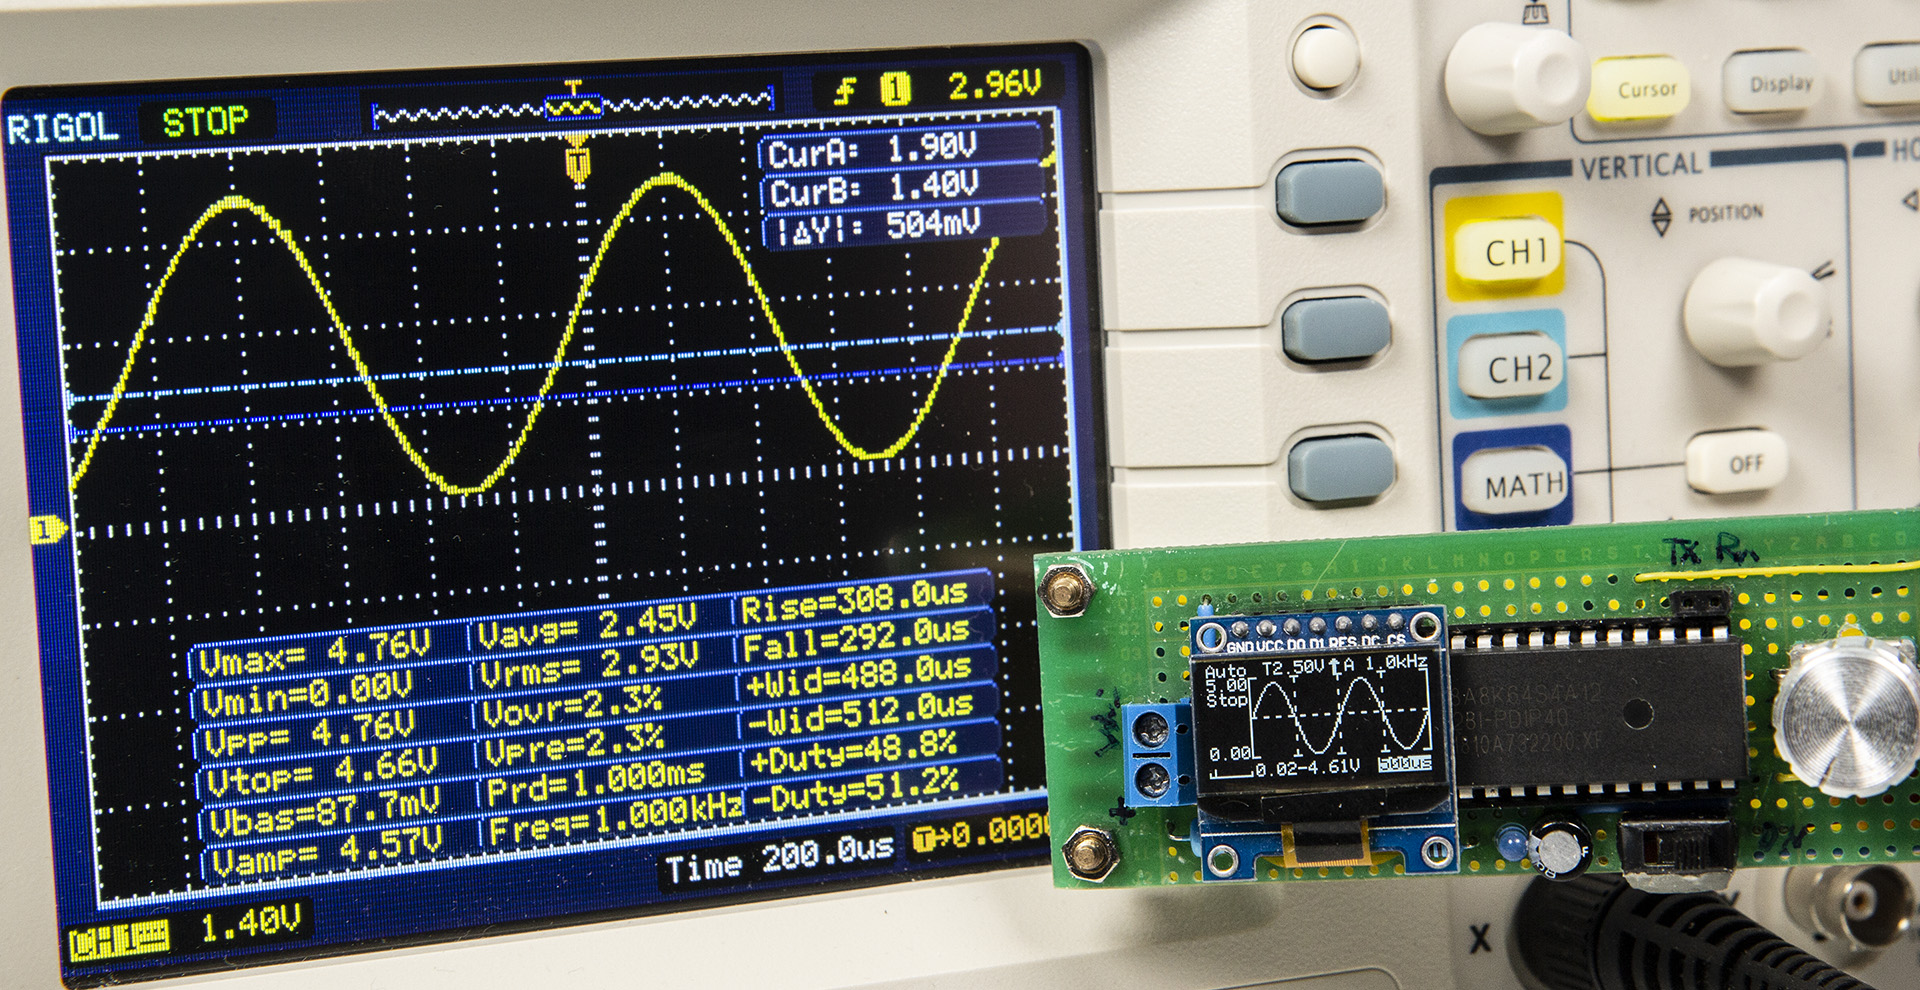 RIGOL STOP T 1 2.96V
T
CurA: 1.90V
CurB: 1.40V
|ΔY|: 504mV
1
Vmax= 4.76V
Vmin=0.00V
Vpp= 4.76V
Vtop= 4.66V
Vbas=87.7mV
Vamp= 4.57V
Vavg= 2.45V
Vrms= 2.93V
Vovr=2.3%
Vpre=2.3%
Prd=1.000ms
Freq=1.000kHz
Rise=308.0us
Fall=292.0us
+Wid=488.0us
-Wid=512.0us
+Duty=48.8%
-Duty=51.2%
CH1 1.40V
Time 200.0us T→0.000
Cursor
Display
Util
VERTICAL
HO
POSITION
CH1
CH2
MATH
OFF
TX
GND VCC D0 D1 RES DC CS
Auto T2.50V A 1.0kHz
5.00
Stop
0.00
0.02-4.61V 500us
X